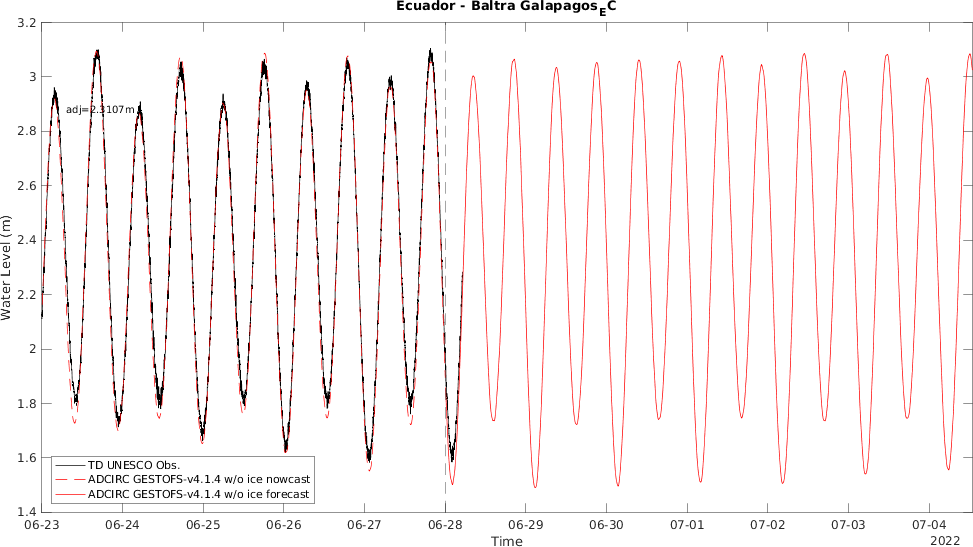 Ecuador - Baltra Galapagos_EC
3.2
3
2.8
2.6
2.4
2.2
2
1.8
1.6
1.4
Water Level (m)
adj=2.3107m
TD UNESCO Obs.
ADCIRC GESTOFS-v4.1.4 w/o ice nowcast
ADCIRC GESTOFS-v4.1.4 w/o ice forecast
06-23 06-24 06-25 06-26 06-27 06-28 06-29 06-30 07-01 07-02 07-03 07-04
Time
2022